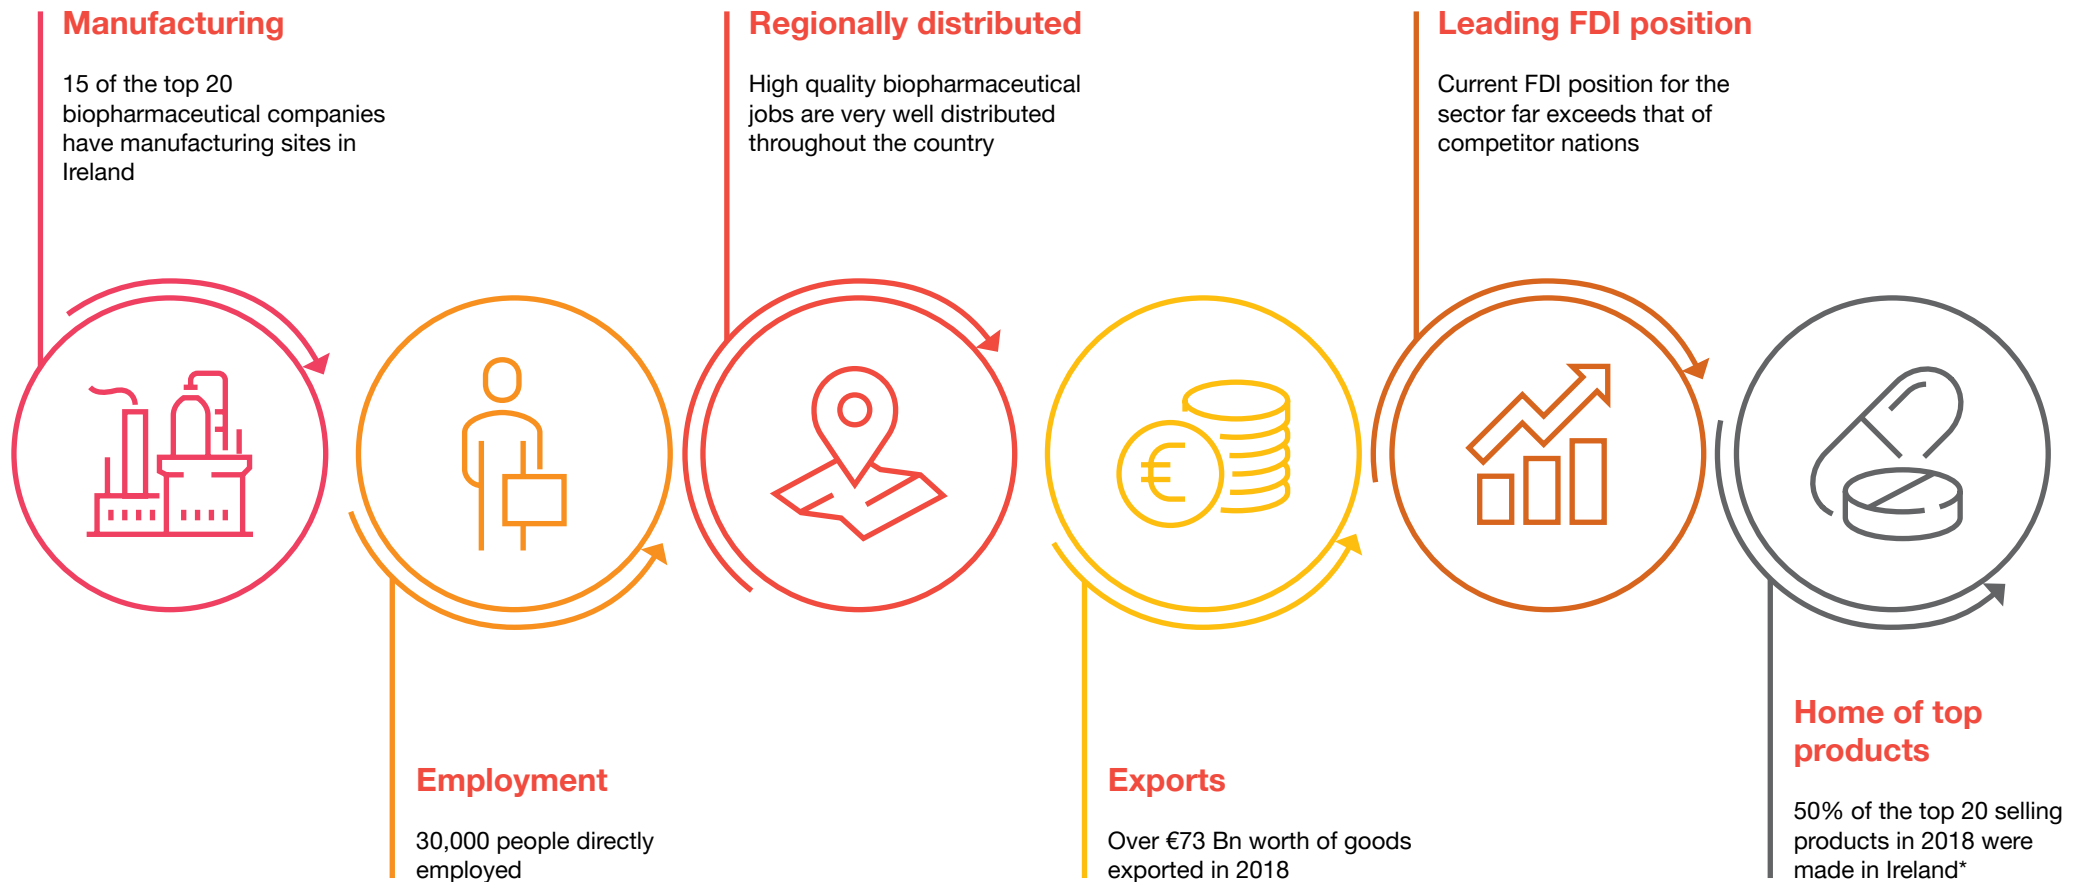 Manufacturing
15 of the top 20
biopharmaceutical companies
have manufacturing sites in
Ireland
Employment
30,000 people directly
employed
Regionally distributed
High quality biopharmaceutical
jobs are very well distributed
throughout the country
€
Exports
Over €73 Bn worth of goods
exported in 2018
Leading FDI position
Current FDI position for the
sector far exceeds that of
competitor nations
Home of top
products
50% of the top 20 selling
products in 2018 were
made in Ireland*